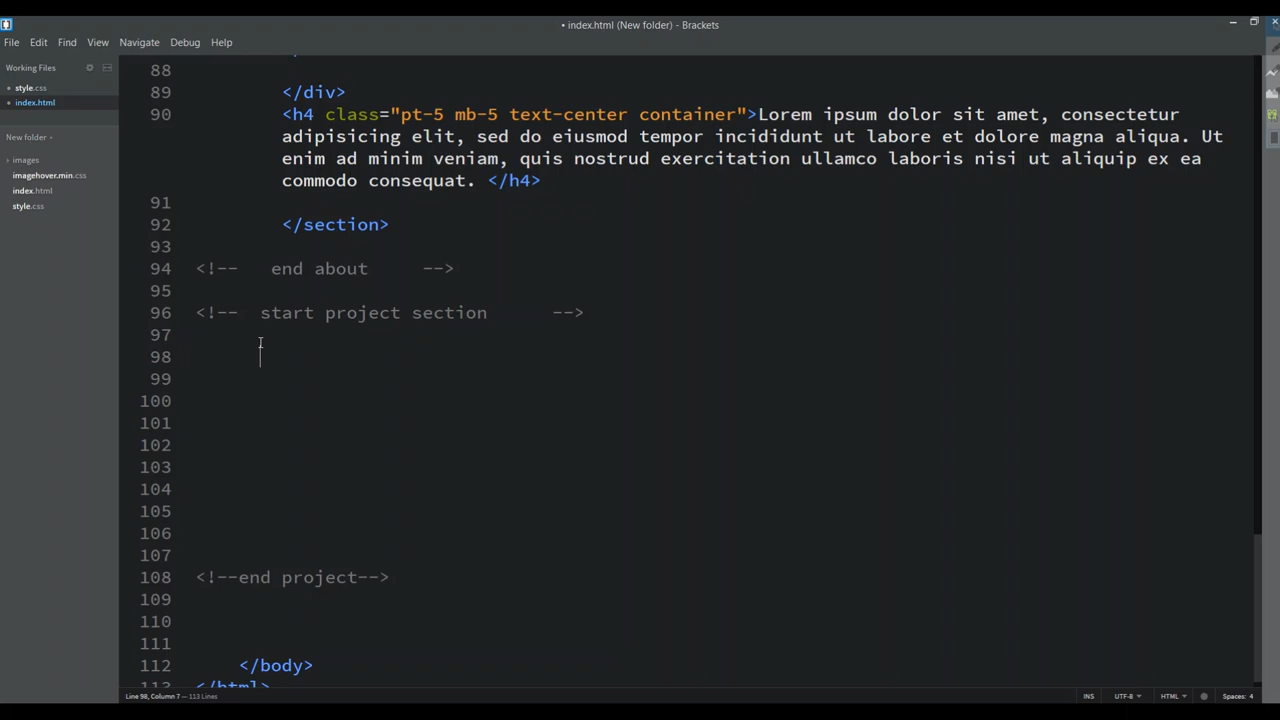 • index.html (New folder) - Brackets
File Edit Find View Navigate Debug Help
Working Files
• style.css
• index.html
New folder
images
imagehover.min.css
index.html
style.css
88
89 </div>
90 <h4 class="pt-5 mb-5 text-center container">Lorem ipsum dolor sit amet, consectetur
adipisicing elit, sed do eiusmod tempor incididunt ut labore et dolore magna aliqua. Ut
enim ad minim veniam, quis nostrud exercitation ullamco laboris nisi ut aliquip ex ea
commodo consequat. </h4>
91
92 </section>
93
94 <!-- end about -->
95
96 <!-- start project section -->
97
98
99
100
101
102
103
104
105
106
107
108 <!--end project-->
109
110
111
112 </body>
113 </html>
Line 98, Column 7 — 113 Lines
INS UTF-8 HTML Spaces: 4